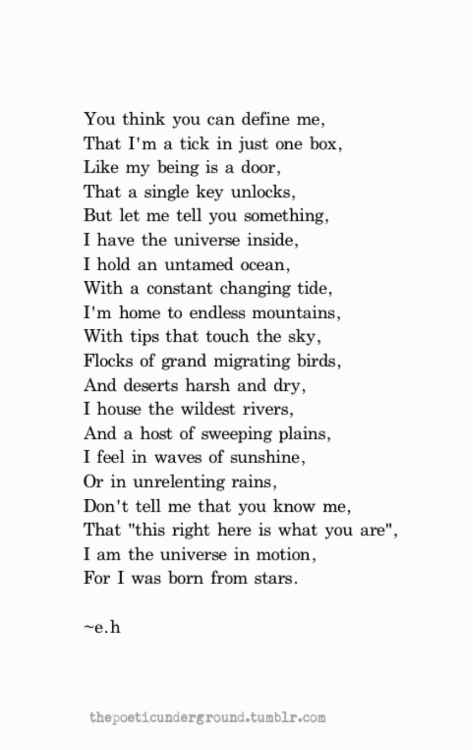 You think you can define me,
That I'm a tick in just one box,
Like my being is a door,
That a single key unlocks,
But let me tell you something,
I have the universe inside,
I hold an untamed ocean,
With a constant changing tide,
I'm home to endless mountains,
With tips that touch the sky,
Flocks of grand migrating birds,
And deserts harsh and dry,
I house the wildest rivers,
And a host of sweeping plains,
I feel in waves of sunshine,
Or in unrelenting rains,
Don't tell me that you know me,
That "this right here is what you are",
I am the universe in motion,
For I was born from stars.
~e.h
thepoeticunderground.tumblr.com